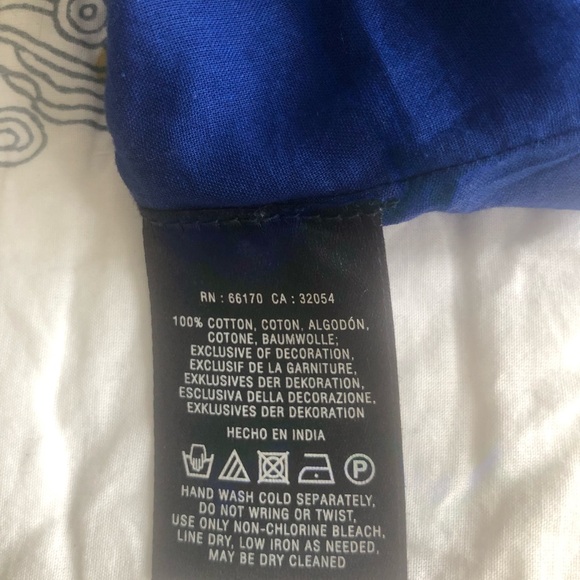 RN : 66170 CA : 32054
100% COTTON, COTON, ALGODÓN,
COTONE, BAUMWOLLE;
EXCLUSIVE OF DECORATION,
EXCLUSIF DE LA GARNITURE,
EXKLUSIVES DER DEKORATION,
ESCLUSIVA DELLA DECORAZIONE,
EXKLUSIVES DER DEKORATION
HECHO EN INDIA
P
HAND WASH COLD SEPARATELY,
DO NOT WRING OR TWIST,
USE ONLY NON-CHLORINE BLEACH,
LINE DRY, LOW IRON AS NEEDED,
MAY BE DRY CLEANED